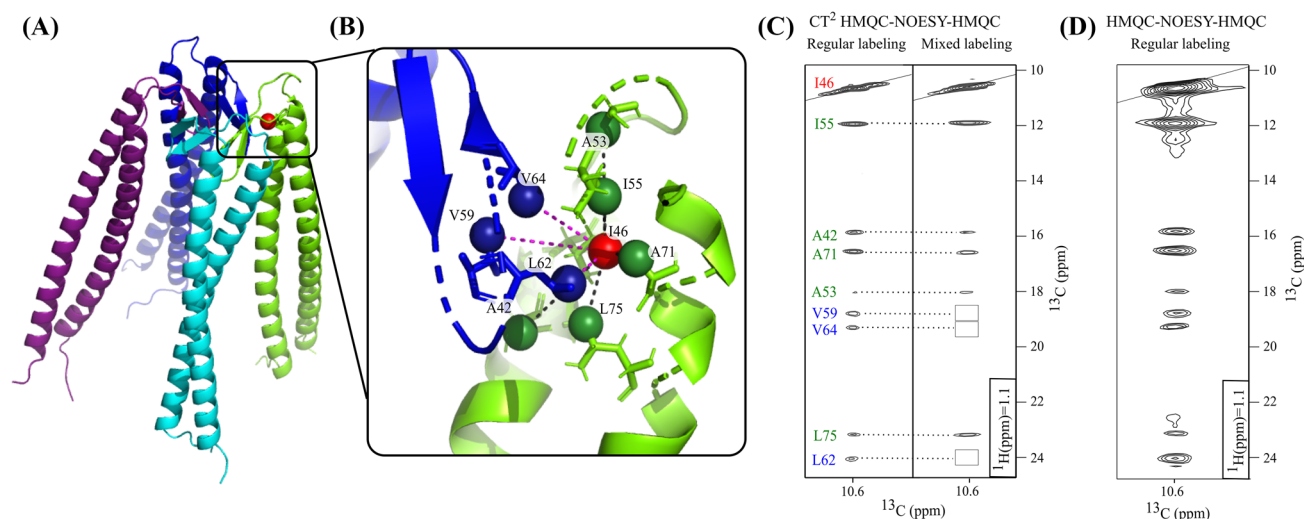 (A)
(B)
A53
V64
I55
V59
I46
A71
L62
A42
L75
(C)
CT² HMQC-NOESY-HMQC
Regular labeling
Mixed labeling
I46
I55
A42
A71
A53
V59
V64
L75
L62
10
12
14
16
18
20
22
24
¹³C (ppm)
¹H(ppm)=1.1
10.6
10.6
¹³C (ppm)
(D)
HMQC-NOESY-HMQC
Regular labeling
10
12
14
16
18
20
22
24
¹³C (ppm)
¹H(ppm)=1.1
10.6
¹³C (ppm)